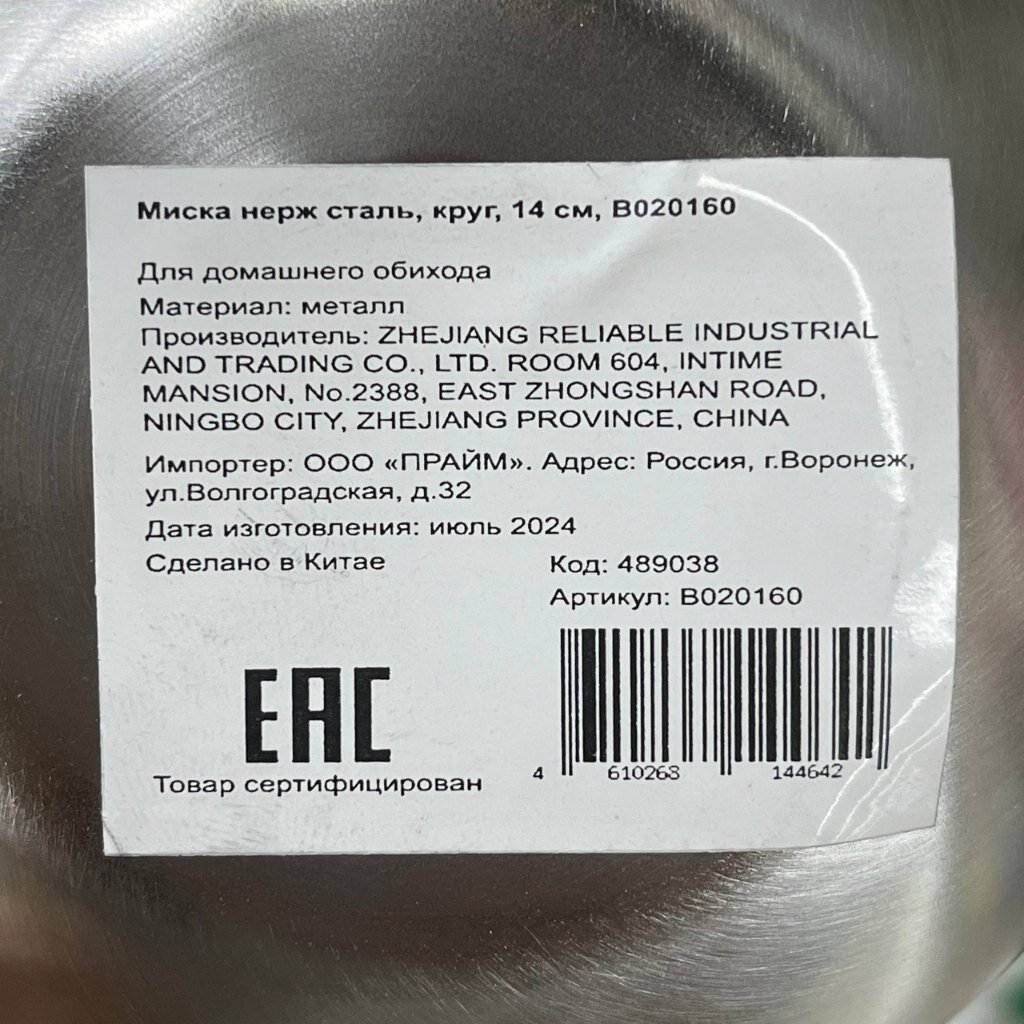 Миска нерж сталь, круг, 14 см, B020160
Для домашнего обихода
Материал: металл
Производитель: ZHEJIANG RELIABLE INDUSTRIAL
AND TRADING CO., LTD. ROOM 604, INTIME
MANSION, No.2388, EAST ZHONGSHAN ROAD,
NINGBO CITY, ZHEJIANG PROVINCE, CHINA
Импортер: ООО «ПРАЙМ». Адрес: Россия, г.Воронеж,
ул.Волгоградская, д.32
Дата изготовления: июль 2024
Сделано в Китае
Код: 489038
Артикул: B020160
EAC
Товар сертифицирован
4 610268 144642